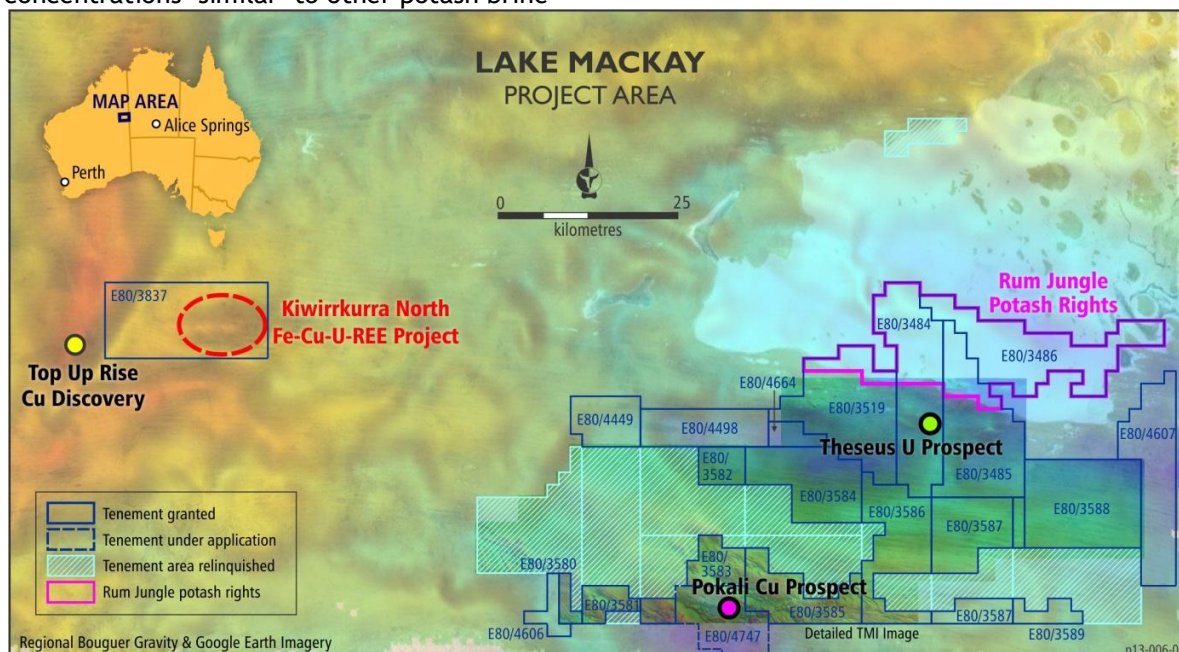 concentrations similar to other potash brine
LAKE MACKAY
PROJECT AREA
MAP AREA
Alice Springs
Perth
0
25
kilometres
E80/3837
Kiwirrkurra North
Fe-Cu-U-REE Project
Top Up Rise
Cu Discovery
Rum Jungle
Potash Rights
E80/3484
E80/3486
E80/4664
E80/3519
E80/4449
E80/4498
E80/4607
Theseus U Prospect
E80/
3582
E80/3485
E80/3584
E80/3586
E80/3588
E80/3587
Tenement granted
Tenement under application
Tenement area relinquished
Rum Jungle potash rights
E80/3580
E80/
3583
Pokali Cu Prospect
E80/3581
E80/3585
E80/3587
E80/4606
E80/4747
Detailed TMI Image
E80/3589
Regional Bouguer Gravity & Google Earth Imagery